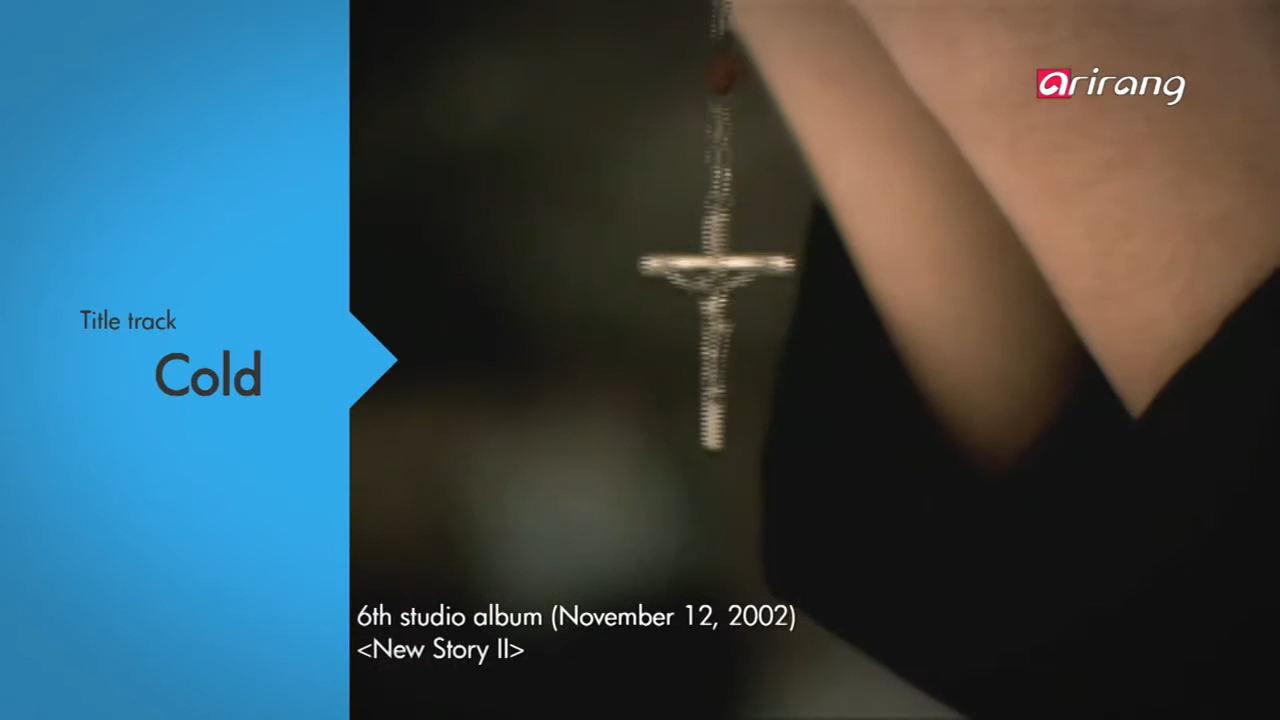 arirang
Title track
Cold
6th studio album (November 12, 2002)
<New Story II>